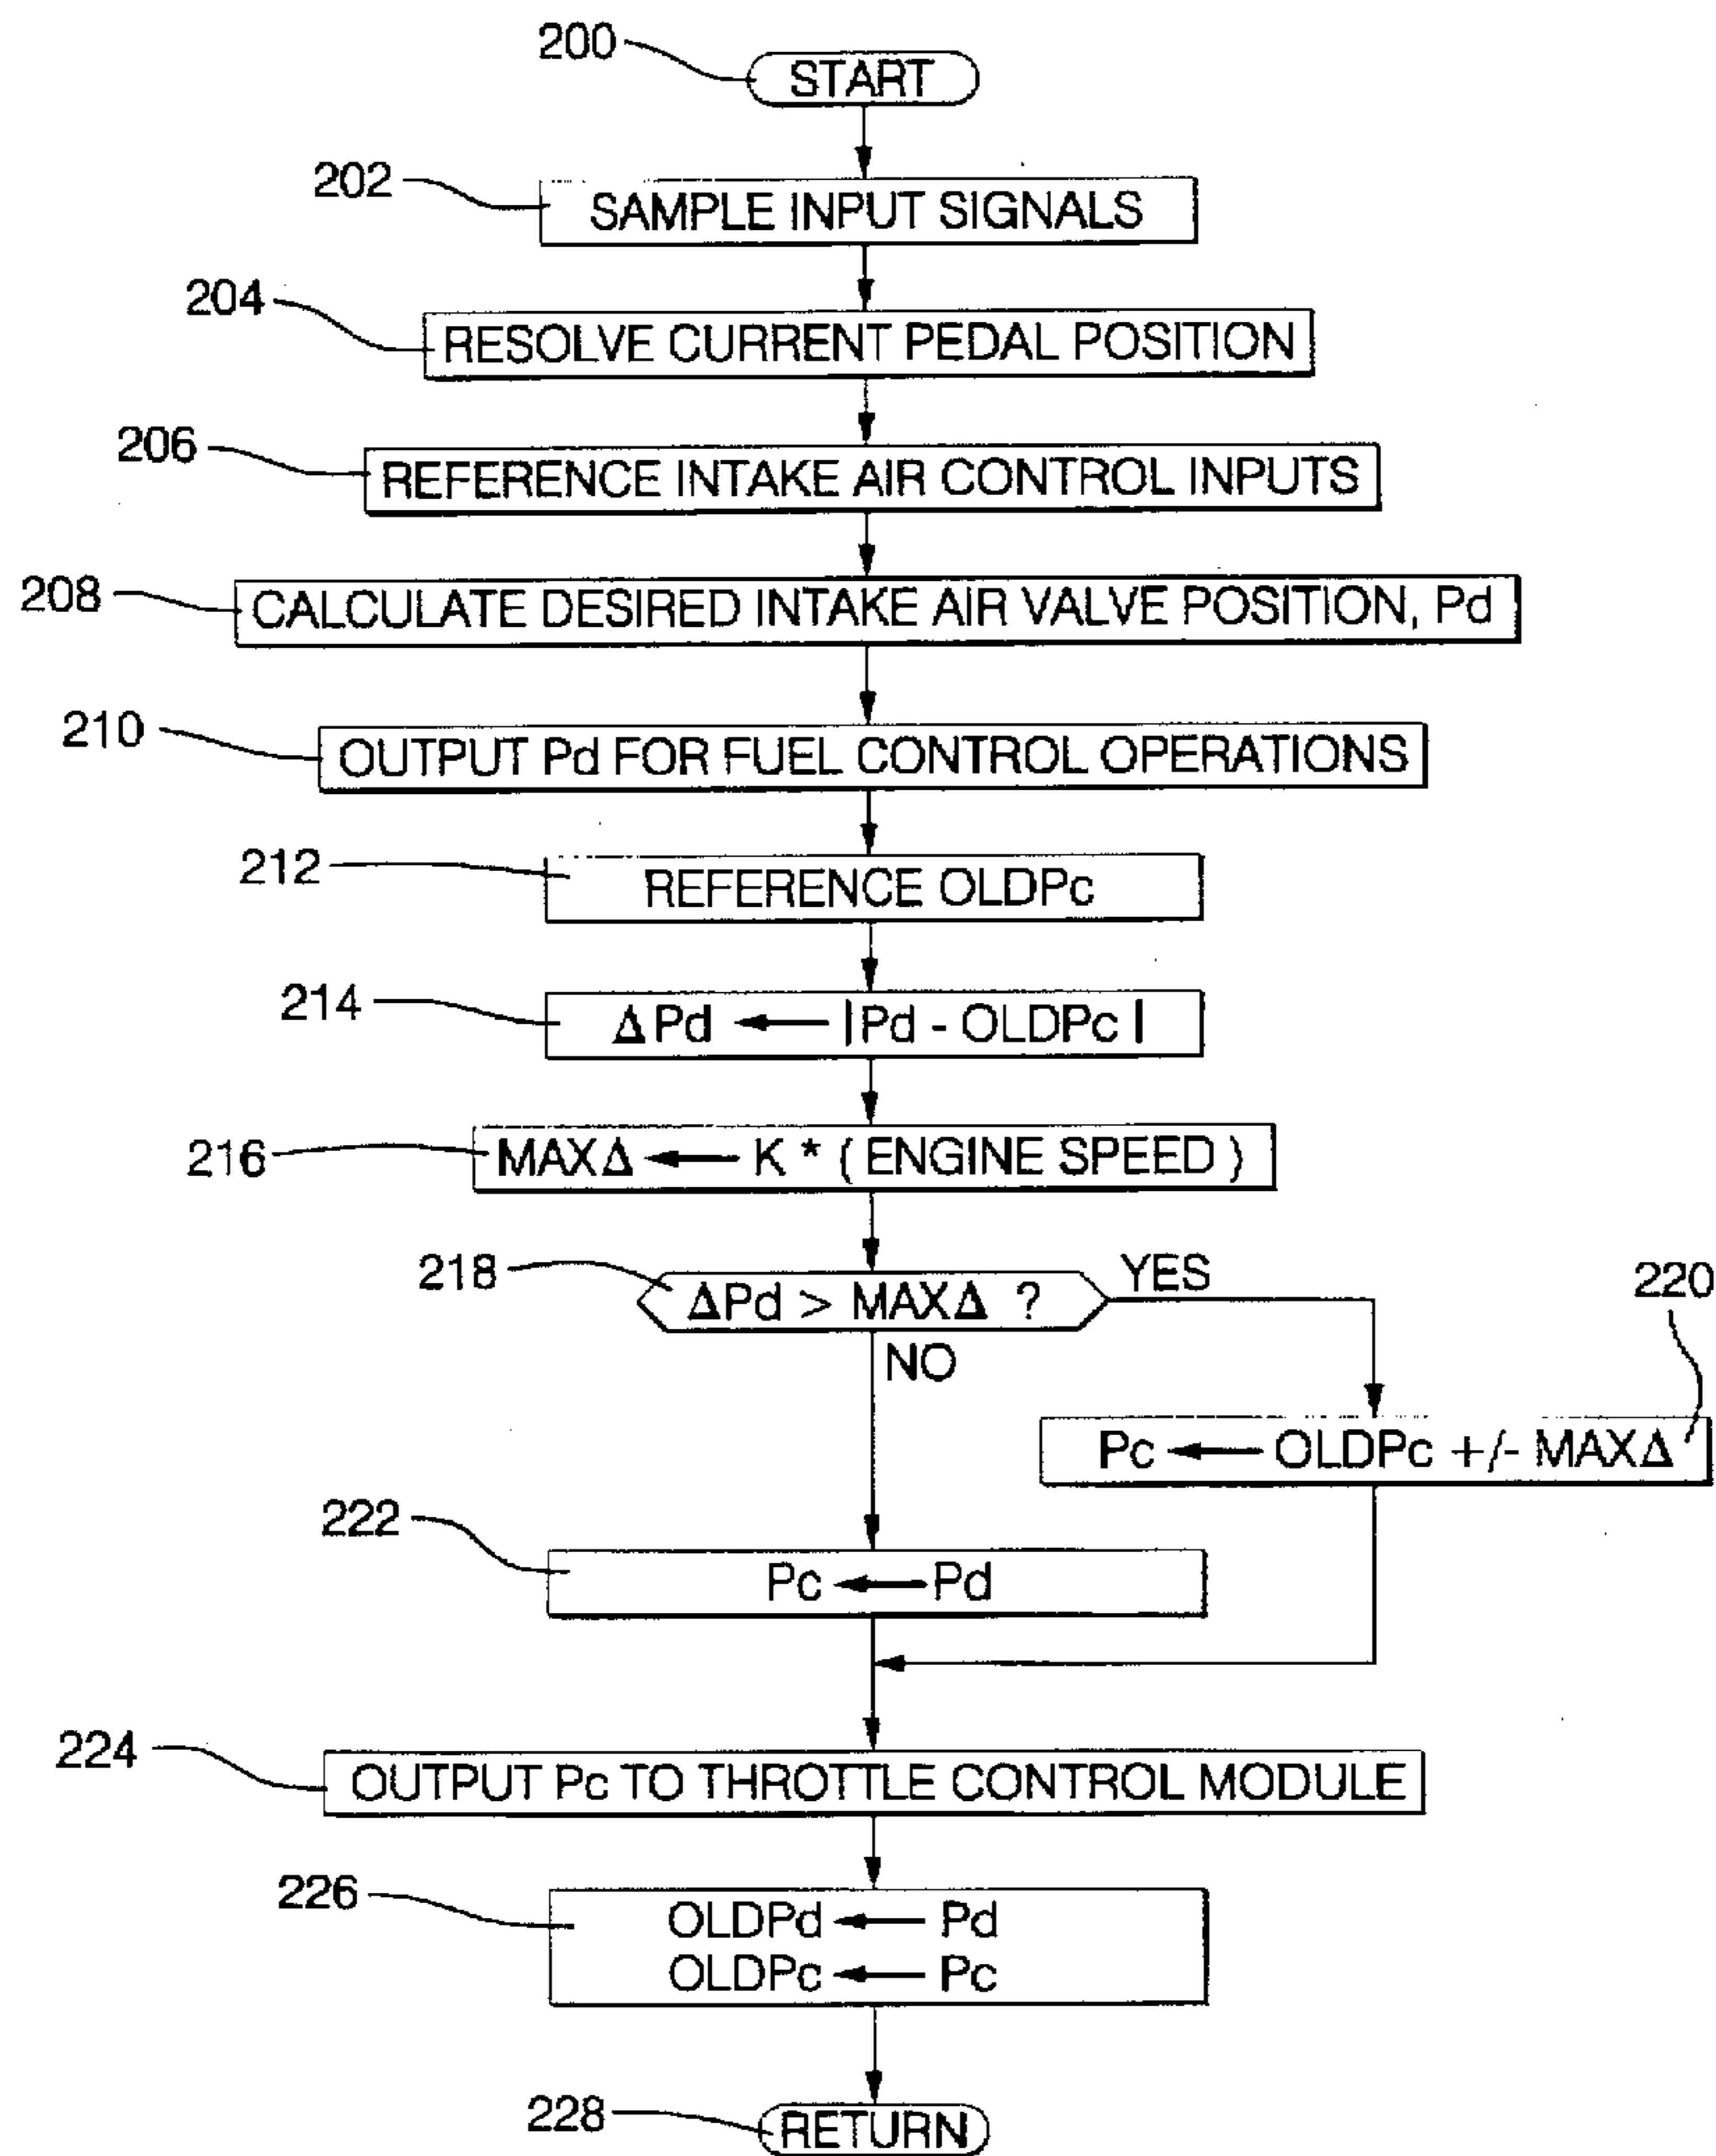 200
START
202
SAMPLE INPUT SIGNALS
204
RESOLVE CURRENT PEDAL POSITION
206
REFERENCE INTAKE AIR CONTROL INPUTS
208
CALCULATE DESIRED INTAKE AIR VALVE POSITION, Pd
210
OUTPUT Pd FOR FUEL CONTROL OPERATIONS
212
REFERENCE OLDPc
214
ΔPd ← |Pd - OLDPc|
216
MAXΔ ← K * ( ENGINE SPEED )
218
ΔPd > MAXΔ ?
YES
NO
220
Pc ← OLDPc +/- MAXΔ
222
Pc ← Pd
224
OUTPUT Pc TO THROTTLE CONTROL MODULE
226
OLDPd ← Pd
OLDPc ← Pc
228
RETURN